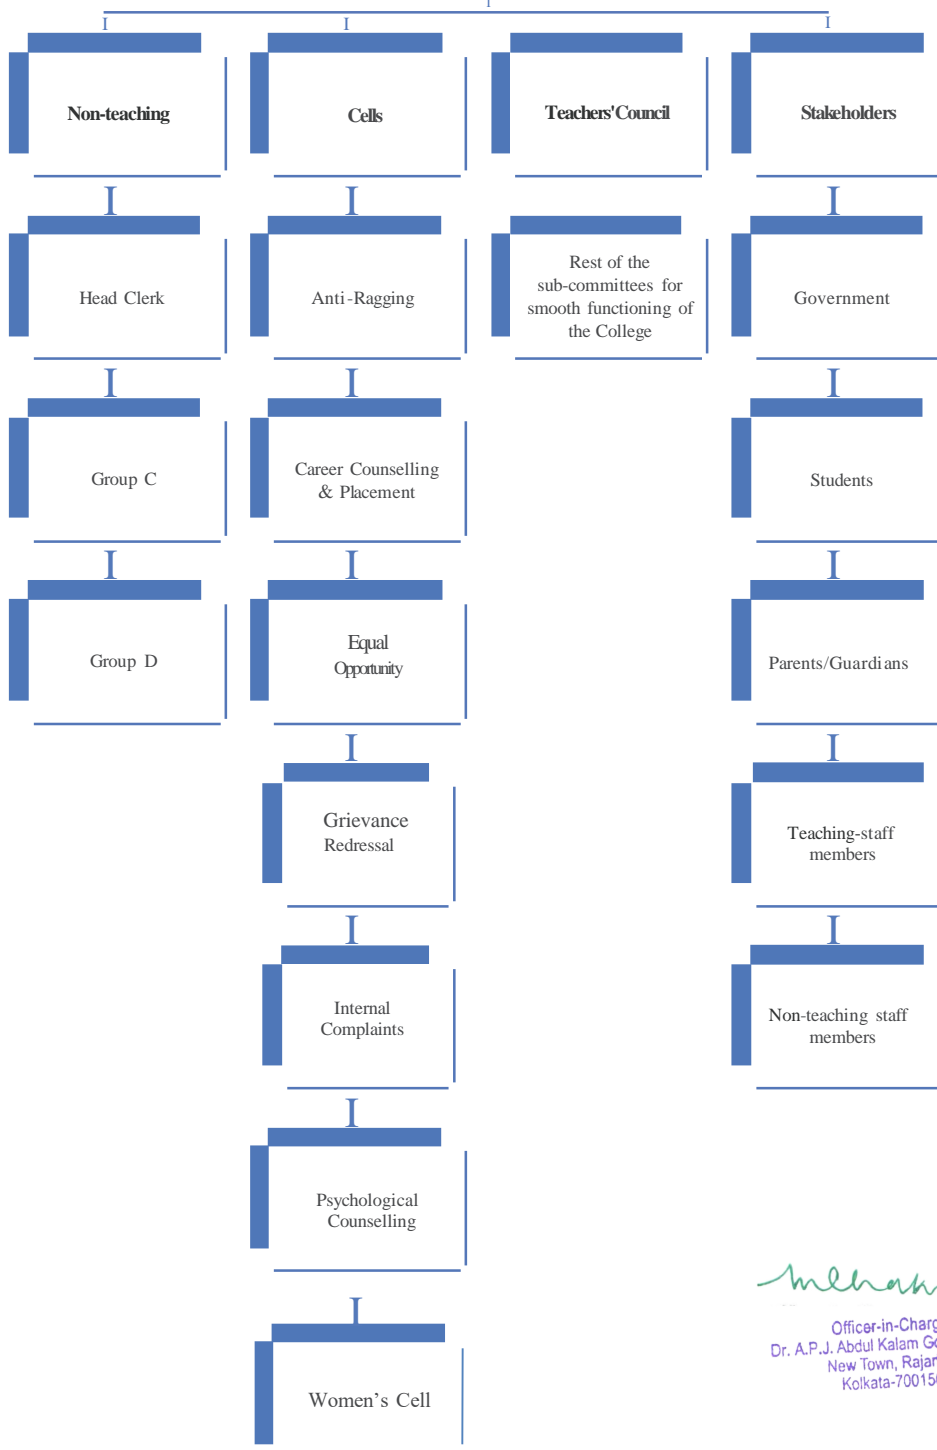 Non-teaching
Cells
Teachers' Council
Stakeholders
Head Clerk
Anti-Ragging
Rest of the
sub-committees for
smooth functioning of
the College
Government
Group C
Career Counselling
& Placement
Students
Group D
Equal
Opportunity
Parents/Guardians
Grievance
Redressal
Teaching-staff
members
Internal
Complaints
Non-teaching staff
members
Psychological
Counselling
Women’s Cell
Officer-in-Charg
Dr. A.P.J. Abdul Kalam Go
New Town, Rajar
Kolkata-70015